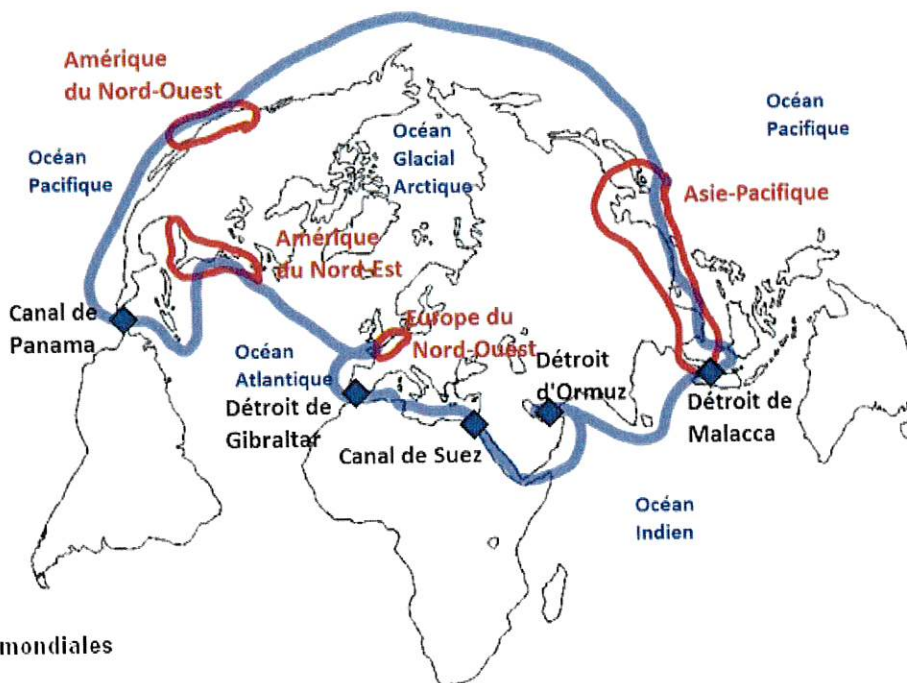 Amérique
du Nord-Ouest
Océan
Pacifique
Océan
Glacial
Arctique
Océan
Pacifique
Asie-Pacifique
Amérique
du Nord-Est
Canal de
Panama
Europe du
Nord-Ouest
Océan
Atlantique
Détroit
d'Ormuz
Détroit de
Gibraltar
Canal de Suez
Détroit de
Malacca
Océan
Indien
mondiales